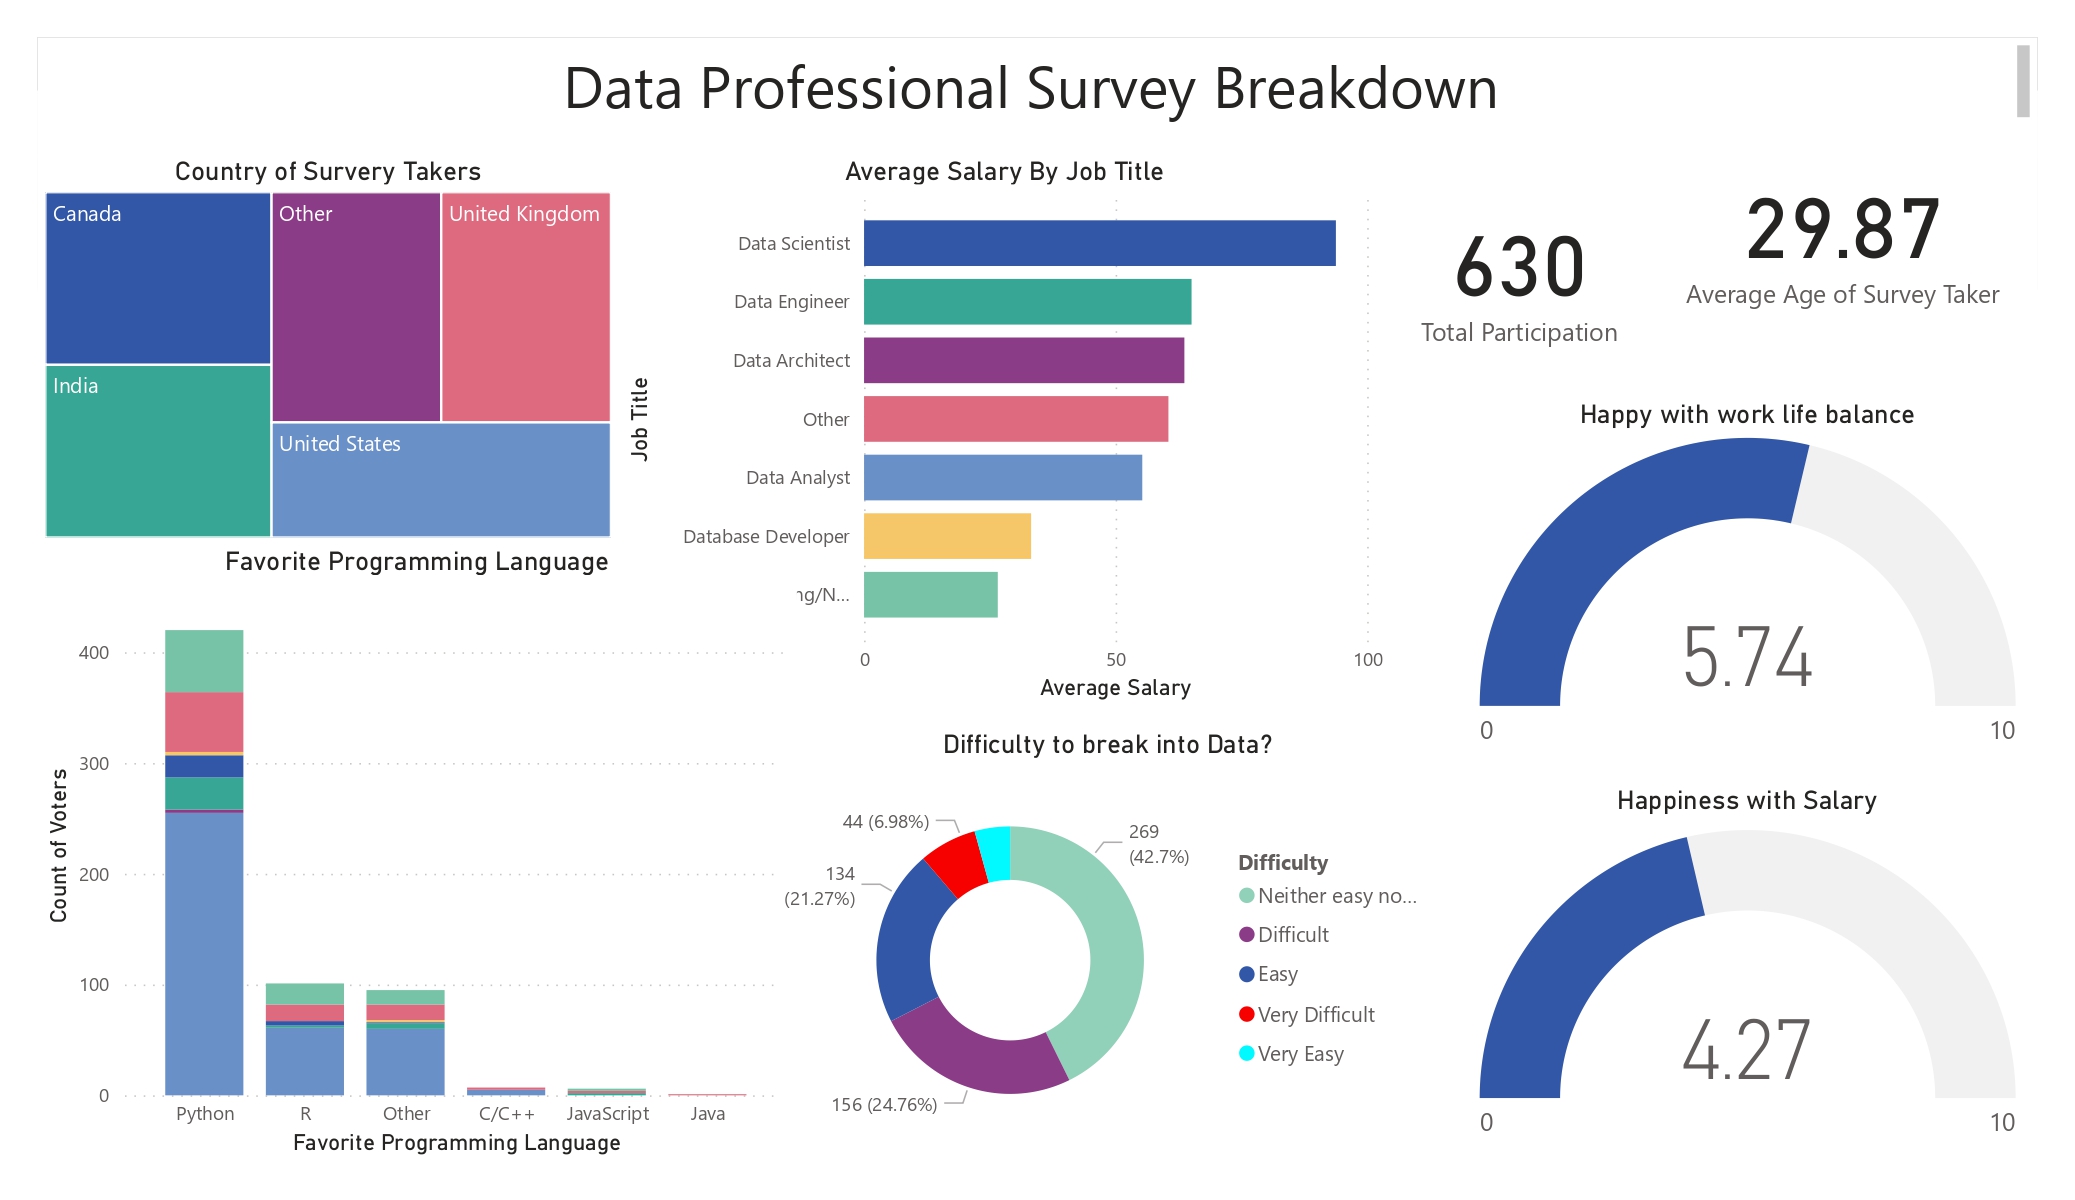 Data Professional Survey Breakdown
Country of Survery Takers
Canada
Other
United Kingdom
India
United States
Average Salary By Job Title
Job Title
Data Scientist
Data Engineer
Data Architect
Other
Data Analyst
Database Developer
ng/N...
0
50
100
Average Salary
630
Total Participation
29.87
Average Age of Survey Taker
Happy with work life balance
5.74
0
10
Favorite Programming Language
Count of Voters
400
300
200
100
0
Python
R
Other
C/C++
JavaScript
Java
Favorite Programming Language
Difficulty to break into Data?
44 (6.98%)
269
(42.7%)
134
(21.27%)
156 (24.76%)
Difficulty
Neither easy no...
Difficult
Easy
Very Difficult
Very Easy
Happiness with Salary
4.27
0
10